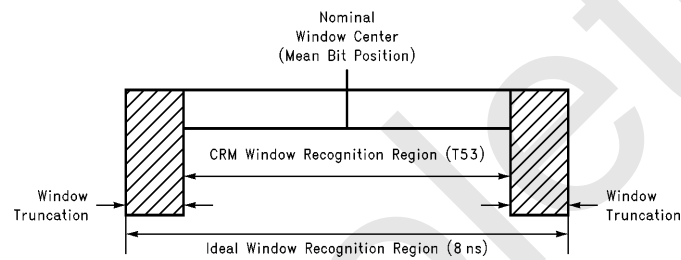 Nominal
Window Center
(Mean Bit Position)
CRM Window Recognition Region (T53)
Window
Truncation
Window
Truncation
Ideal Window Recognition Region (8 ns)